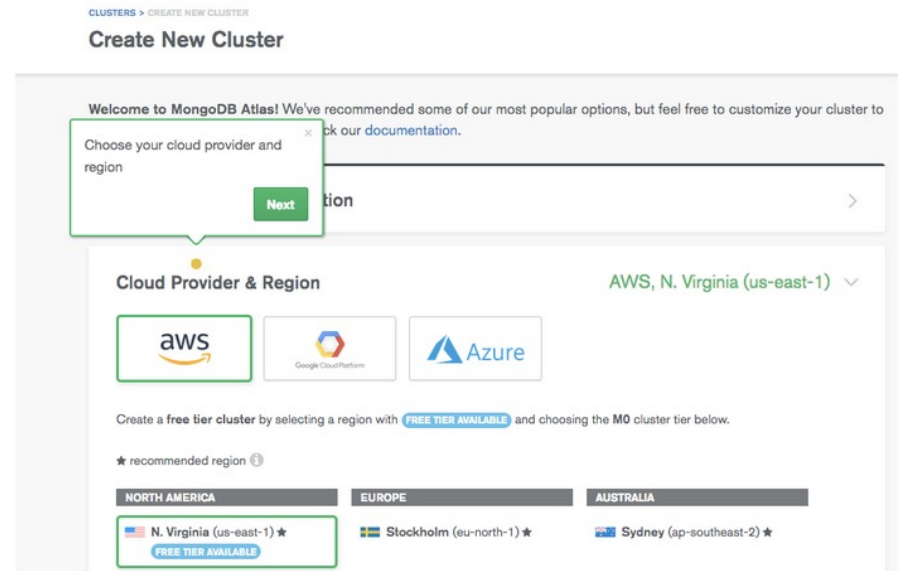 CLUSTERS > CREATE NEW CLUSTER
Create New Cluster
Welcome to MongoDB Atlas! We've recommended some of our most popular options, but feel free to customize your cluster to
ck our documentation.
Choose your cloud provider and
region
×
Next
tion
Cloud Provider & Region
AWS, N. Virginia (us-east-1)
aws
Google Cloud Platform
Azure
Create a free tier cluster by selecting a region with FREE TIER AVAILABLE and choosing the M0 cluster tier below.
★ recommended region
NORTH AMERICA
EUROPE
AUSTRALIA
N. Virginia (us-east-1) ★
FREE TIER AVAILABLE
Stockholm (eu-north-1) ★
Sydney (ap-southeast-2) ★